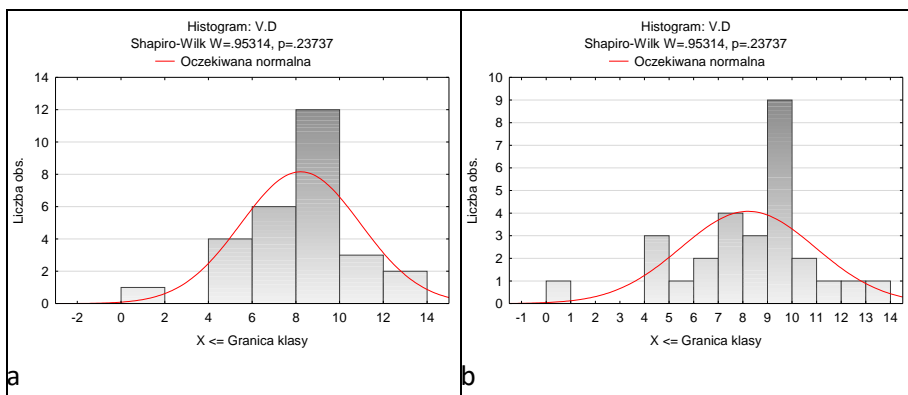 Histogram: V.D
Shapiro-Wilk W=.95314, p=.23737
Oczekiwana normalna
14
12
10
8
6
4
2
0
-2 0 2 4 6 8 10 12 14
X <= Granica klasy
Liczba obs.
a
Histogram: V.D
Shapiro-Wilk W=.95314, p=.23737
Oczekiwana normalna
10
9
8
7
6
5
4
3
2
1
0
-1 0 1 2 3 4 5 6 7 8 9 10 11 12 13 14
X <= Granica klasy
Liczba obs.
b